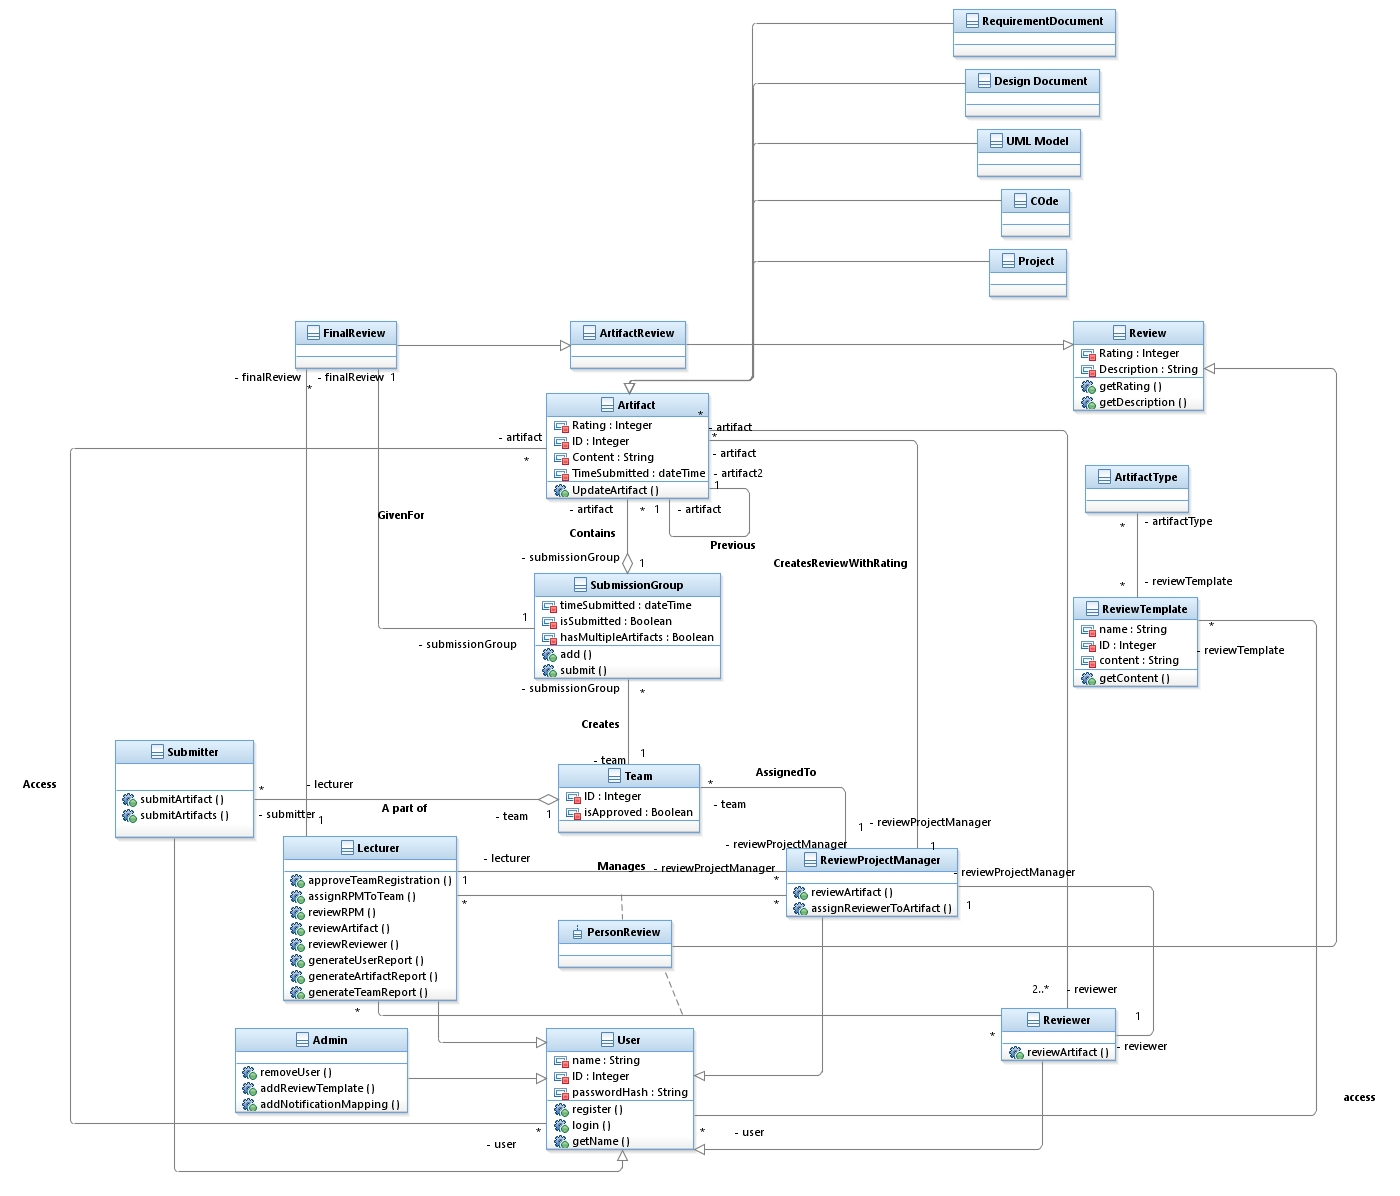 RequirementDocument
Design Document
UML Model
COde
Project
FinalReview
ArtifactReview
Review
Rating : Integer
Description : String
getRating ( )
getDescription ( )
- finalReview
*
- finalReview
1
Artifact
*
Rating : Integer
ID : Integer
Content : String
TimeSubmitted : dateTime
UpdateArtifact ( )
- artifact
*
- artifact
*
- artifact
- artifact2
1
- artifact
*
1
- artifact
Previous
Contains
- submissionGroup
1
GivenFor
CreatesReviewWithRating
ArtifactType
*
- artifactType
*
- reviewTemplate
ReviewTemplate
name : String
ID : Integer
content : String
getContent ( )
*
- reviewTemplate
SubmissionGroup
timeSubmitted : dateTime
isSubmitted : Boolean
hasMultipleArtifacts : Boolean
add ( )
submit ( )
1
- submissionGroup
- submissionGroup
*
Creates
1
- team
Team
ID : Integer
isApproved : Boolean
*
- team
AssignedTo
1
- reviewProjectManager
Submitter
submitArtifact ( )
submitArtifacts ( )
*
- submitter
A part of
- team
1
Access
- lecturer
1
Lecturer
approveTeamRegistration ( )
assignRPMToTeam ( )
reviewRPM ( )
reviewArtifact ( )
reviewReviewer ( )
generateUserReport ( )
generateArtifactReport ( )
generateTeamReport ( )
- lecturer
1
*
Manages
- reviewProjectManager
*
*
- reviewProjectManager
1
ReviewProjectManager
reviewArtifact ( )
assignReviewerToArtifact ( )
- reviewProjectManager
1
PersonReview
2..*
- reviewer
1
*
*
Reviewer
reviewArtifact ( )
- reviewer
Admin
removeUser ( )
addReviewTemplate ( )
addNotificationMapping ( )
User
name : String
ID : Integer
passwordHash : String
register ( )
login ( )
getName ( )
*
- user
*
- user
access